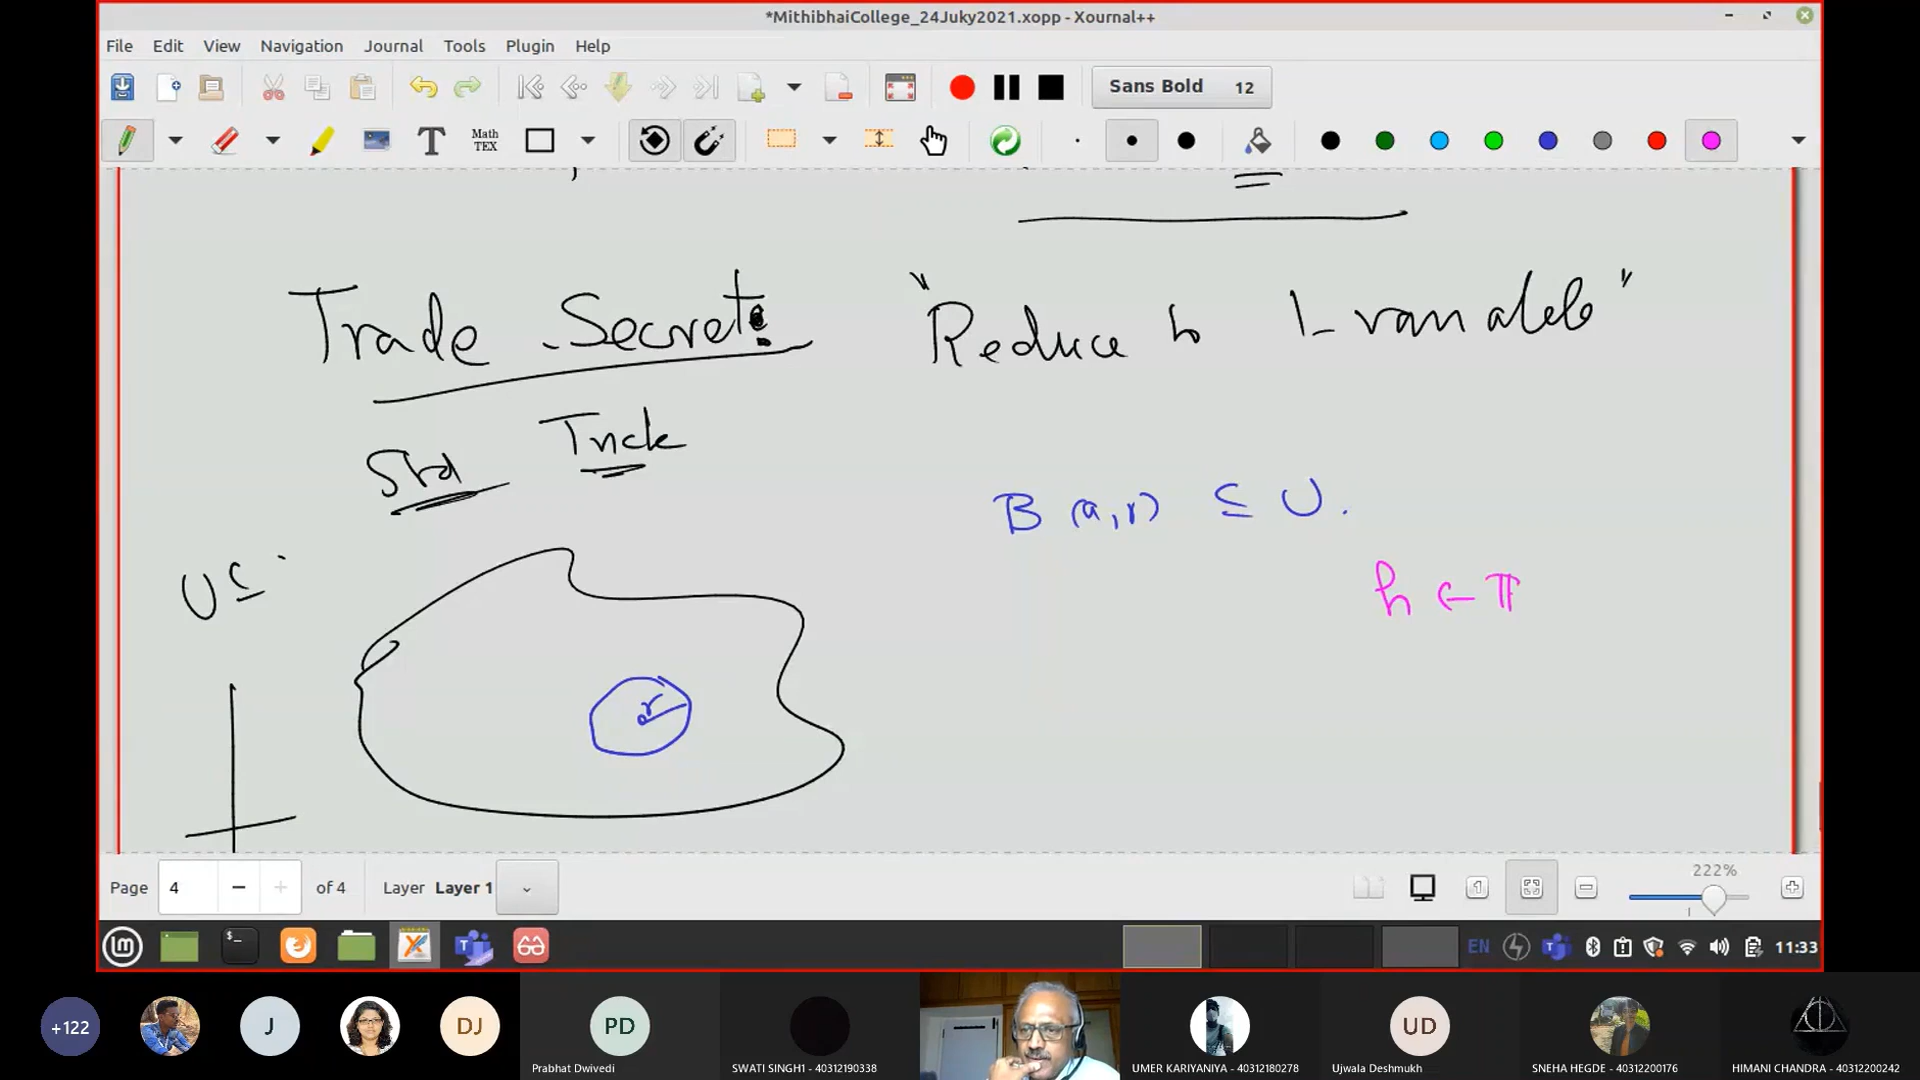 *MithibhaiCollege_24Juky2021.xopp - Xournal++
File Edit View Navigation Journal Tools Plugin Help
Sans Bold 12
T Math TEX
Trade Secret: "Reduce to 1-variable"
Std Trick
B (a, r) ⊆ U.
U ⊆
h
r
222%
Page 4 of 4 Layer Layer 1
EN 11:33
+122 J DJ PD UD
Prabhat Dwivedi SWATI SINGH1 - 40312190338 UMER KARIYANIYA - 40312180278 Ujwala Deshmukh SNEHA HEGDE - 40312200176 HIMANI CHANDRA - 40312200242